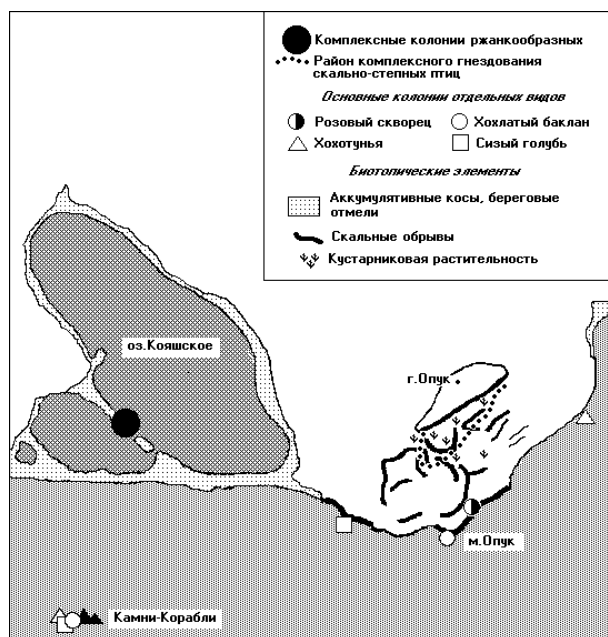 Комплексные колонии ржанкообразных
Район комплексного гнездования
скально-степных птиц
Основные колонии отдельных видов
Розовый скворец
Хохлатый баклан
Хохотунья
Сизый голубь
Биотопические элементы
Аккумулятивные косы, береговые
отмели
Скальные обрывы
Кустарниковая растительность
оз.Кояшское
г.Опук
м.Опук
Камни-Корабли